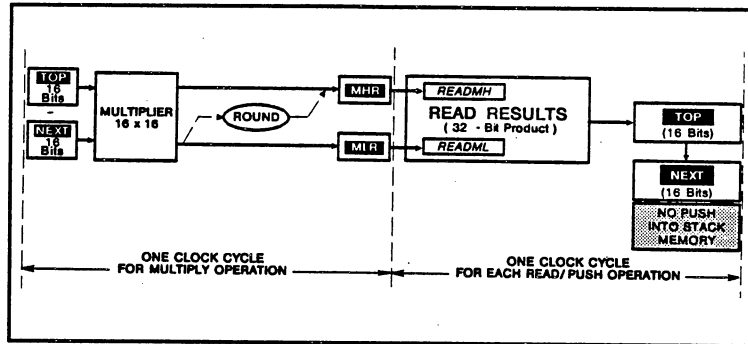 TOP
16
Bits
NEXT
16
Bits
MULTIPLIER
16 x 16
ROUND
MHR
MLR
READMH
READ RESULTS
( 32 - Bit Product )
READML
TOP
(16 Bits)
NEXT
(16 Bits)
NO PUSH
INTO STACK
MEMORY
ONE CLOCK CYCLE
FOR MULTIPLY OPERATION
ONE CLOCK CYCLE
FOR EACH READ/PUSH OPERATION